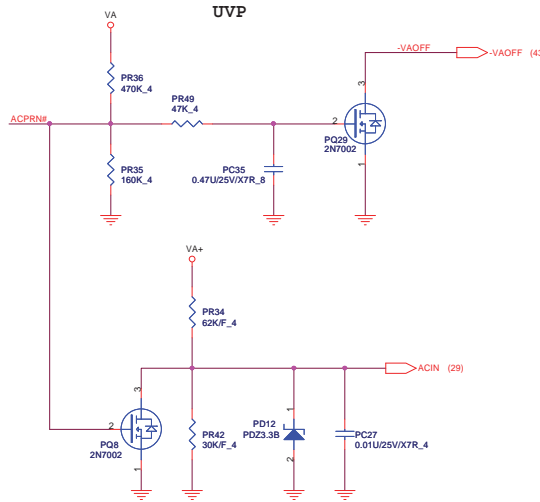 UVP
VA
-VAOFF
-VAOFF (43
PR36
470K_4
PR49
47K_4
3
ACPRN#
2
PQ29
2N7002
PR35
160K_4
PC35
0.47U/25V/X7R_8
1
VA+
PR34
62K/F_4
ACIN (29)
3
1
2
PQ8
2N7002
PR42
30K/F_4
PD12
PDZ3.3B
PC27
0.01U/25V/X7R_4
1
2